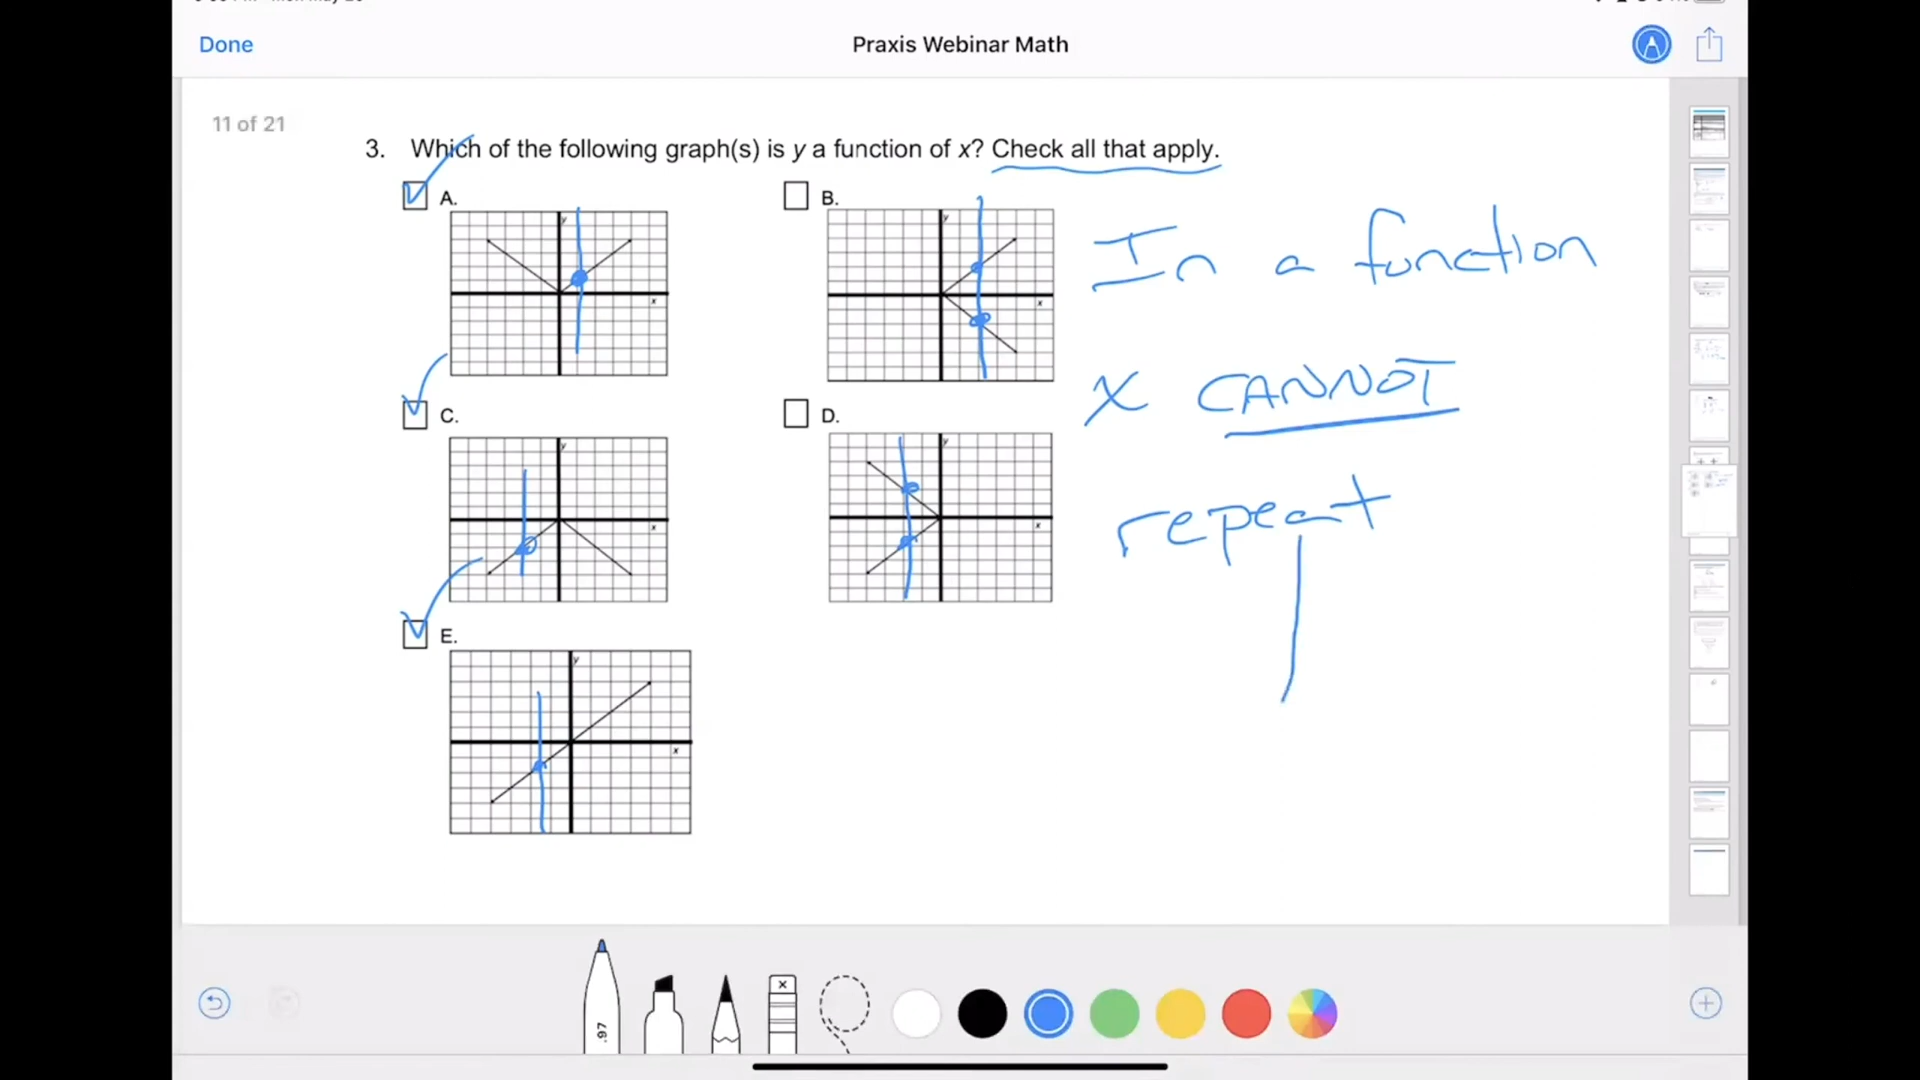 Done
Praxis Webinar Math
11 of 21
3. Which of the following graph(s) is y a function of x? Check all that apply.
A.
B.
y
x
y
x
In a function
x CANNOT
repeat
C.
D.
y
x
y
x
E.
y
x
.97